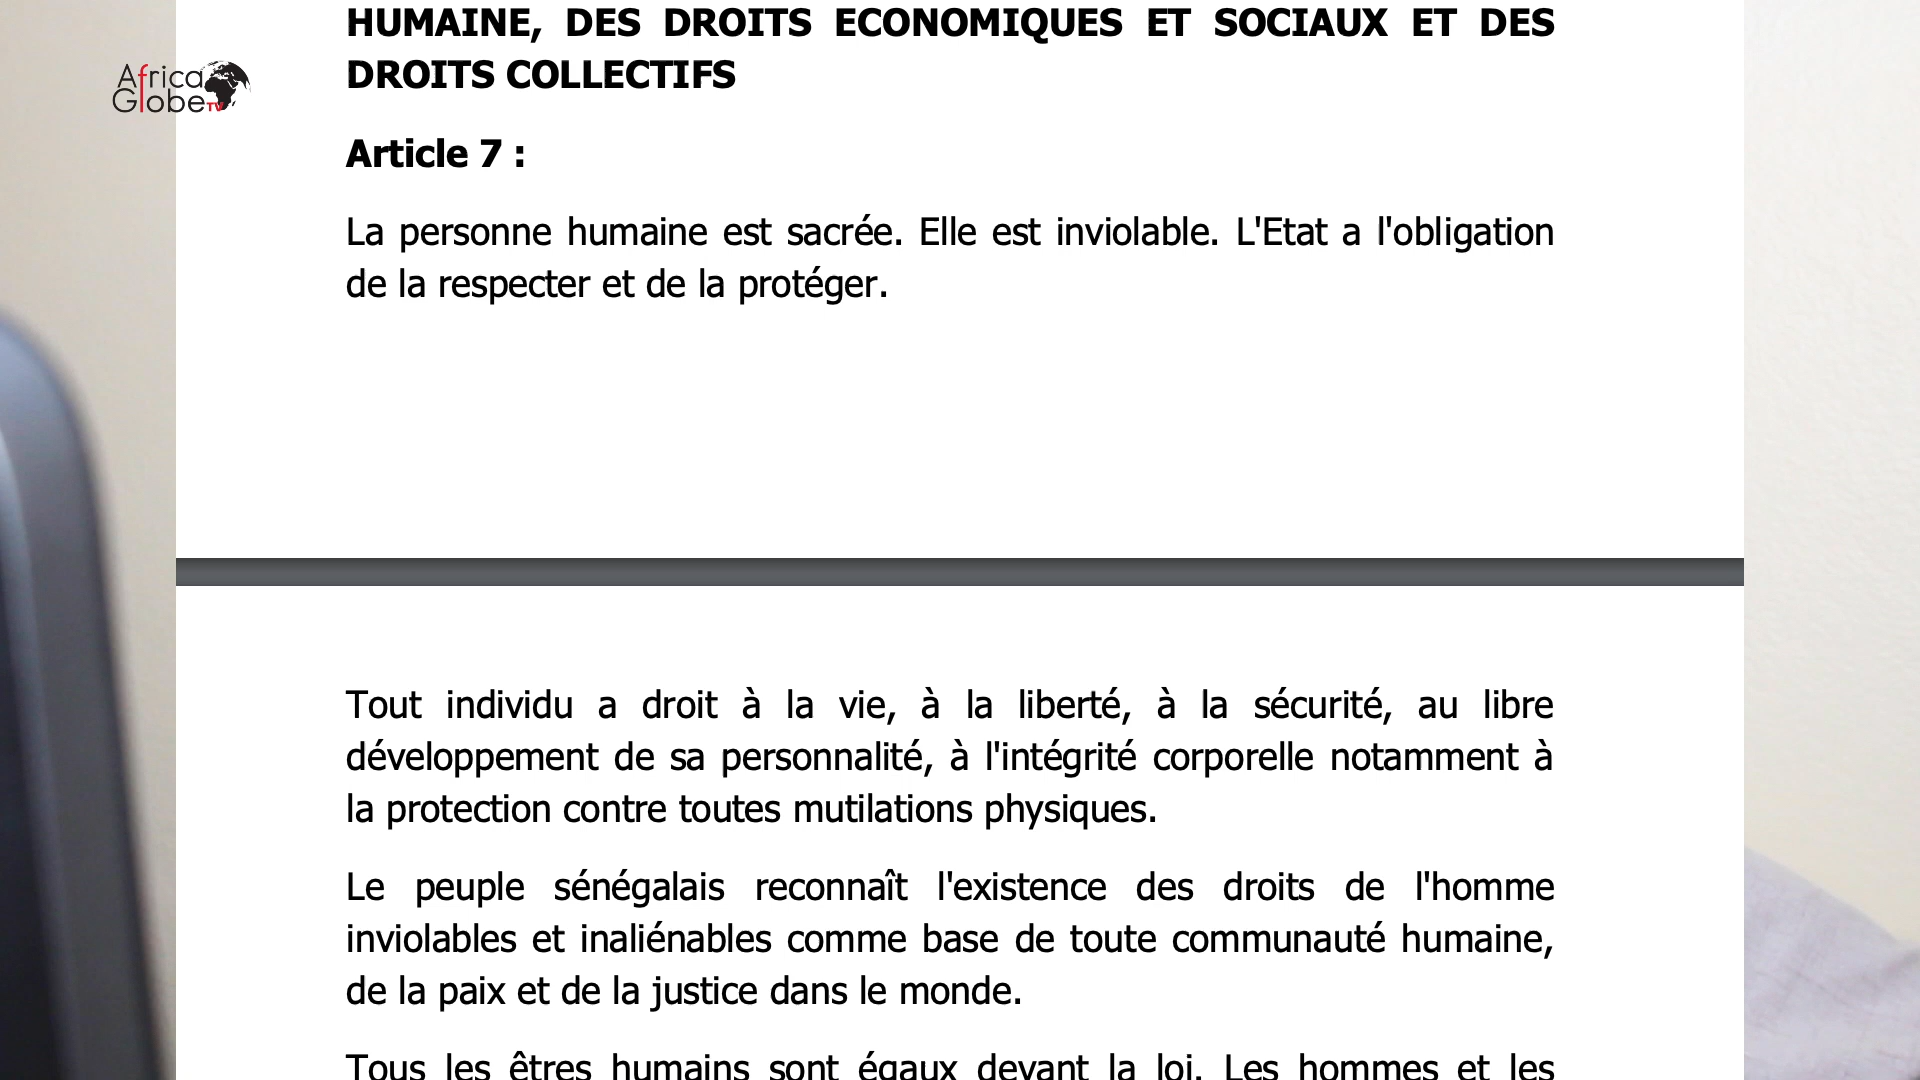 HUMAINE, DES DROITS ECONOMIQUES ET SOCIAUX ET DES
DROITS COLLECTIFS
Africa
GlobeTV
Article 7 :
La personne humaine est sacrée. Elle est inviolable. L'Etat a l'obligation
de la respecter et de la protéger.
Tout individu a droit à la vie, à la liberté, à la sécurité, au libre
développement de sa personnalité, à l'intégrité corporelle notamment à
la protection contre toutes mutilations physiques.
Le peuple sénégalais reconnaît l'existence des droits de l'homme
inviolables et inaliénables comme base de toute communauté humaine,
de la paix et de la justice dans le monde.
Tous les êtres humains sont égaux devant la loi. Les hommes et les